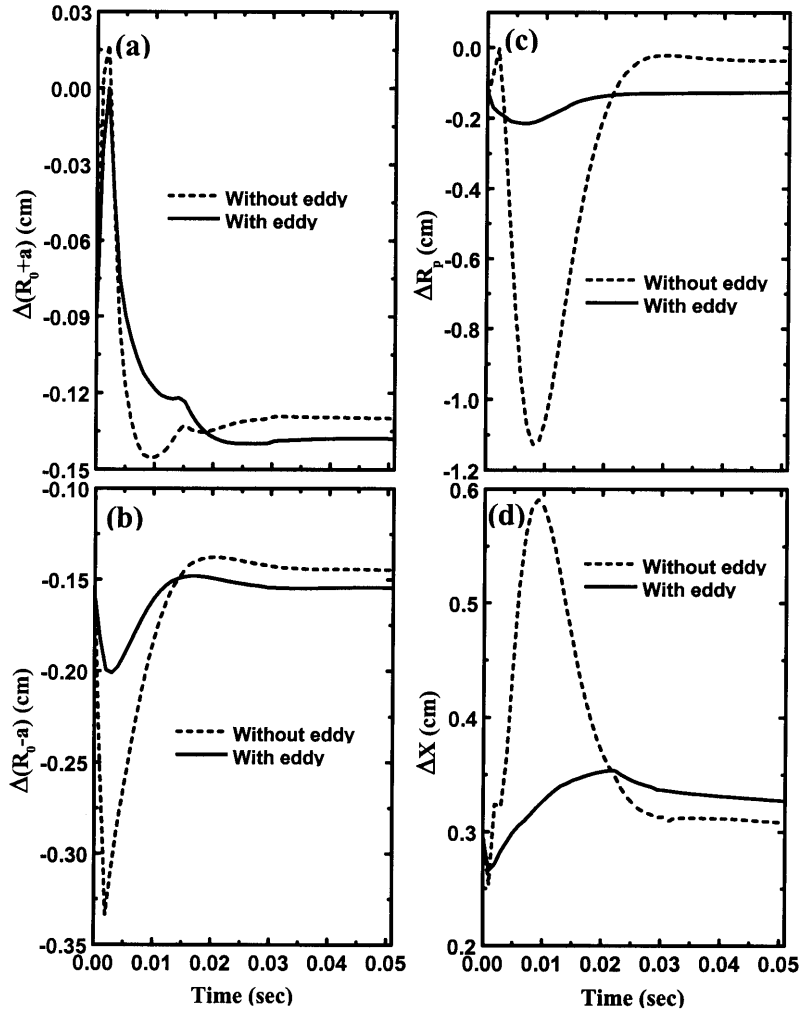 (a)
0.03
0.00
-0.03
-0.06
-0.09
-0.12
-0.15
Δ(R₀+a) (cm)
Without eddy
With eddy
(c)
0.0
-0.2
-0.4
-0.6
-0.8
-1.0
-1.2
ΔRₚ (cm)
Without eddy
With eddy
(b)
-0.10
-0.15
-0.20
-0.25
-0.30
-0.35
Δ(R₀-a) (cm)
Without eddy
With eddy
0.00 0.01 0.02 0.03 0.04 0.05
Time (sec)
(d)
0.6
0.5
0.4
0.3
0.2
ΔX (cm)
Without eddy
With eddy
0.00 0.01 0.02 0.03 0.04 0.05
Time (sec)